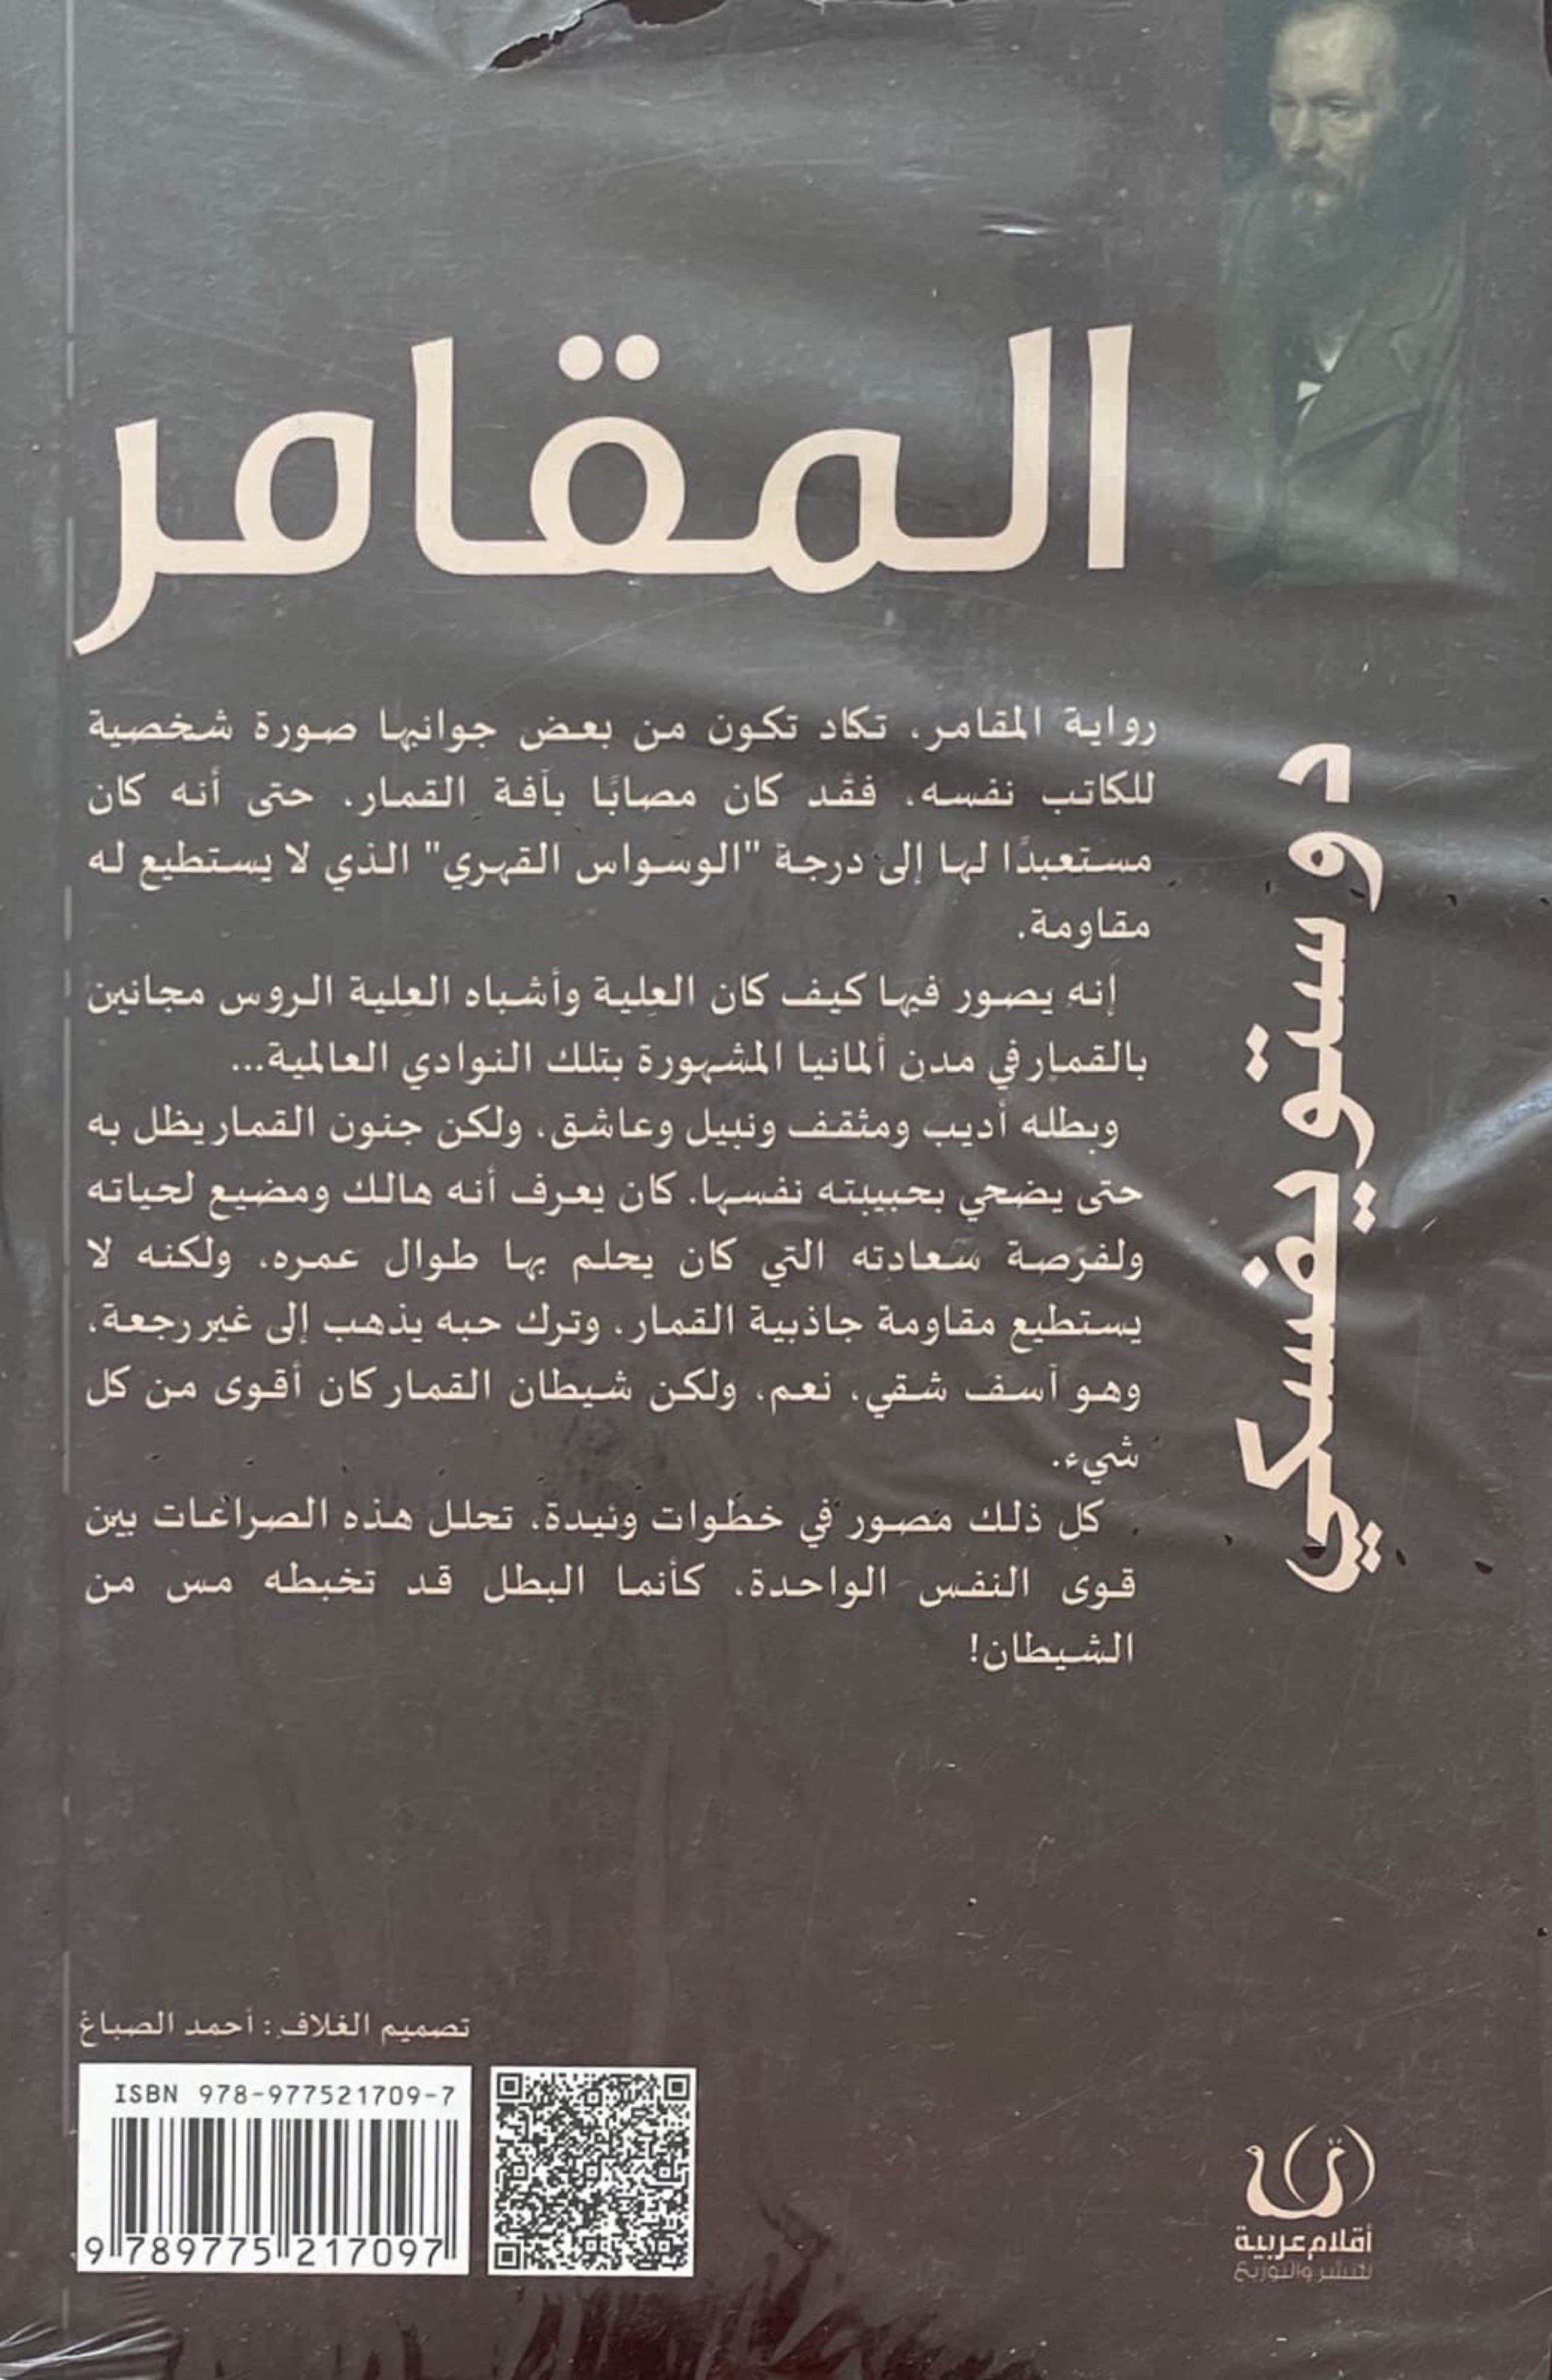 المقامر
دوستويفسكي
رواية المقامر، تكاد تكون من بعض جوانبها صورة شخصية
للكاتب نفسه، فقد كان مصابًا بآفة القمار، حتى أنه كان
مستعبدًا لها إلى درجة "الوسواس القهري" الذي لا يستطيع له
مقاومة.
إنه يصور فيها كيف كان العِلية وأشباه العِلية الروس مجانين
بالقمار في مدن ألمانيا المشهورة بتلك النوادي العالمية...
وبطله أديب ومثقف ونبيل وعاشق، ولكن جنون القمار يظل به
حتى يضحي بحبيبته نفسها. كان يعرف أنه هالك ومضيع لحياته
ولفرصة سعادته التي كان يحلم بها طوال عمره، ولكنه لا
يستطيع مقاومة جاذبية القمار، وترك حبه يذهب إلى غير رجعة،
وهو آسف شقي، نعم، ولكن شيطان القمار كان أقوى من كل
شيء.
كل ذلك مصور في خطوات وئيدة، تحلل هذه الصراعات بين
قوى النفس الواحدة، كأنما البطل قد تخبطه مس من
الشيطان!
تصميم الغلاف: أحمد الصباغ
ISBN 978-977521709-7
9 789775 217097
أقلام عربية
للنشر والتوزيع